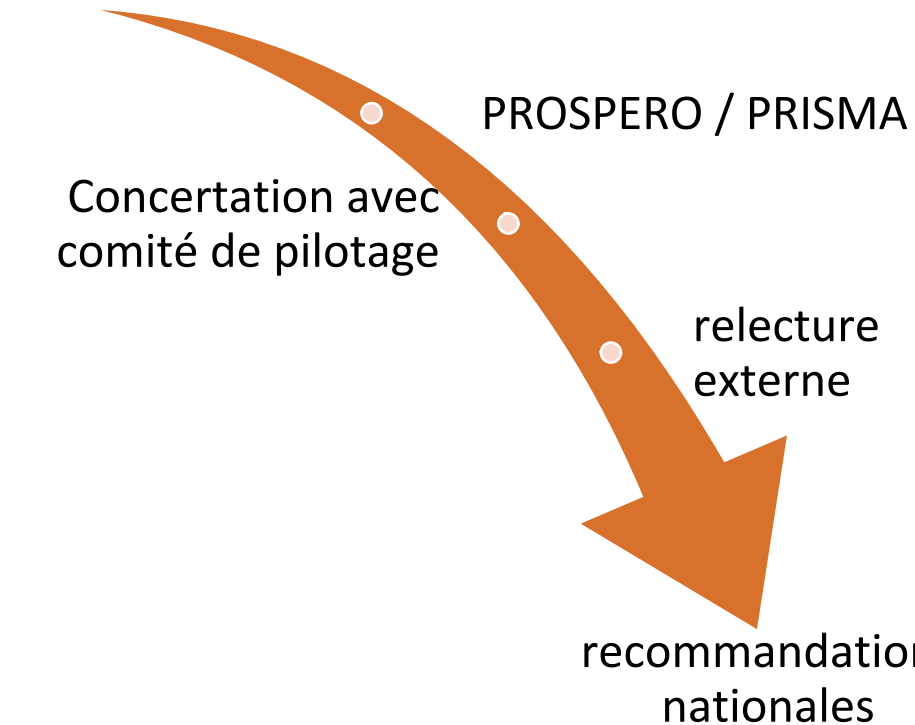 PROSPERO / PRISMA
Concertation avec
comité de pilotage
relecture
externe
recommandation
nationales